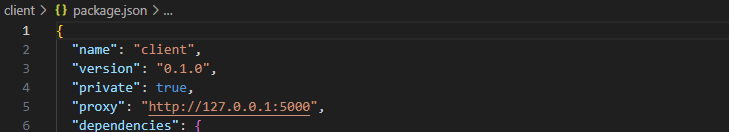 client > {} package.json > ...
1 {
2 "name": "client",
3 "version": "0.1.0",
4 "private": true,
5 "proxy": "http://127.0.0.1:5000",
6 "dependencies": {